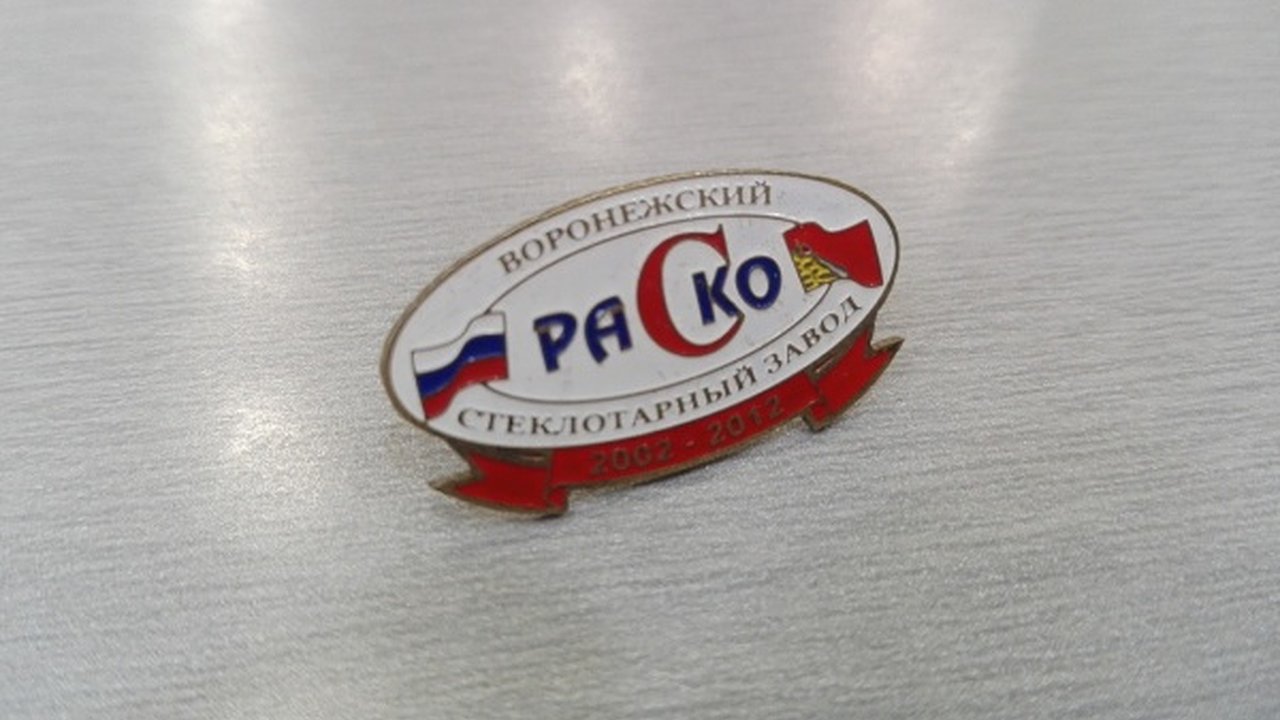 ВОРОНЕЖСКИЙ
РАСКО
СТЕКЛОТАРНЫЙ ЗАВОД
2002 - 2012